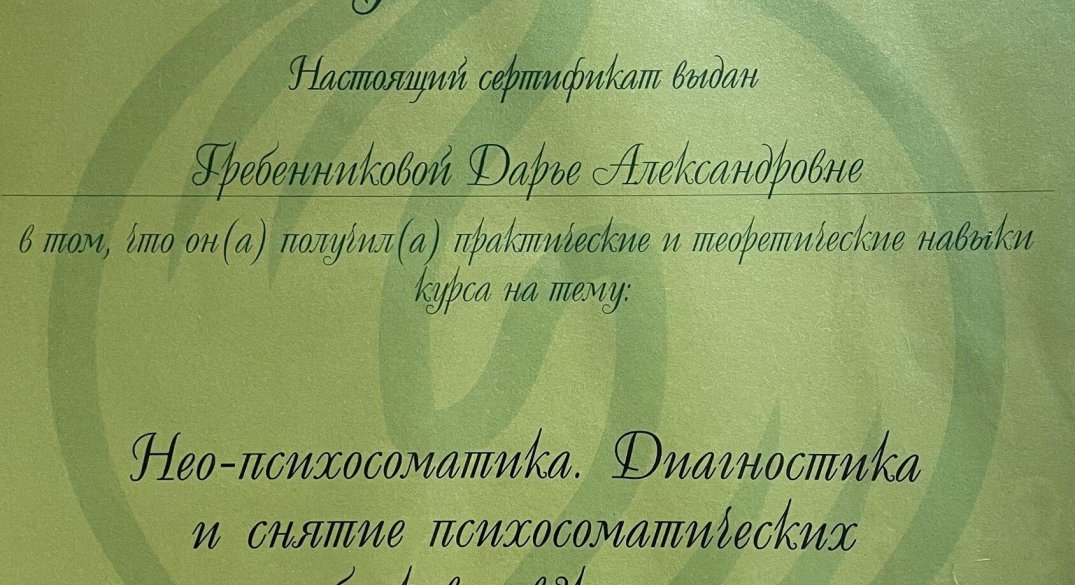 Настоящий сертификат выдан
Гребенниковой Дарье Александровне
в том, что он(а) получил(а) практические и теоретические навыки
курса на тему:
Нео-психосоматика. Диагностика
и снятие психосоматических